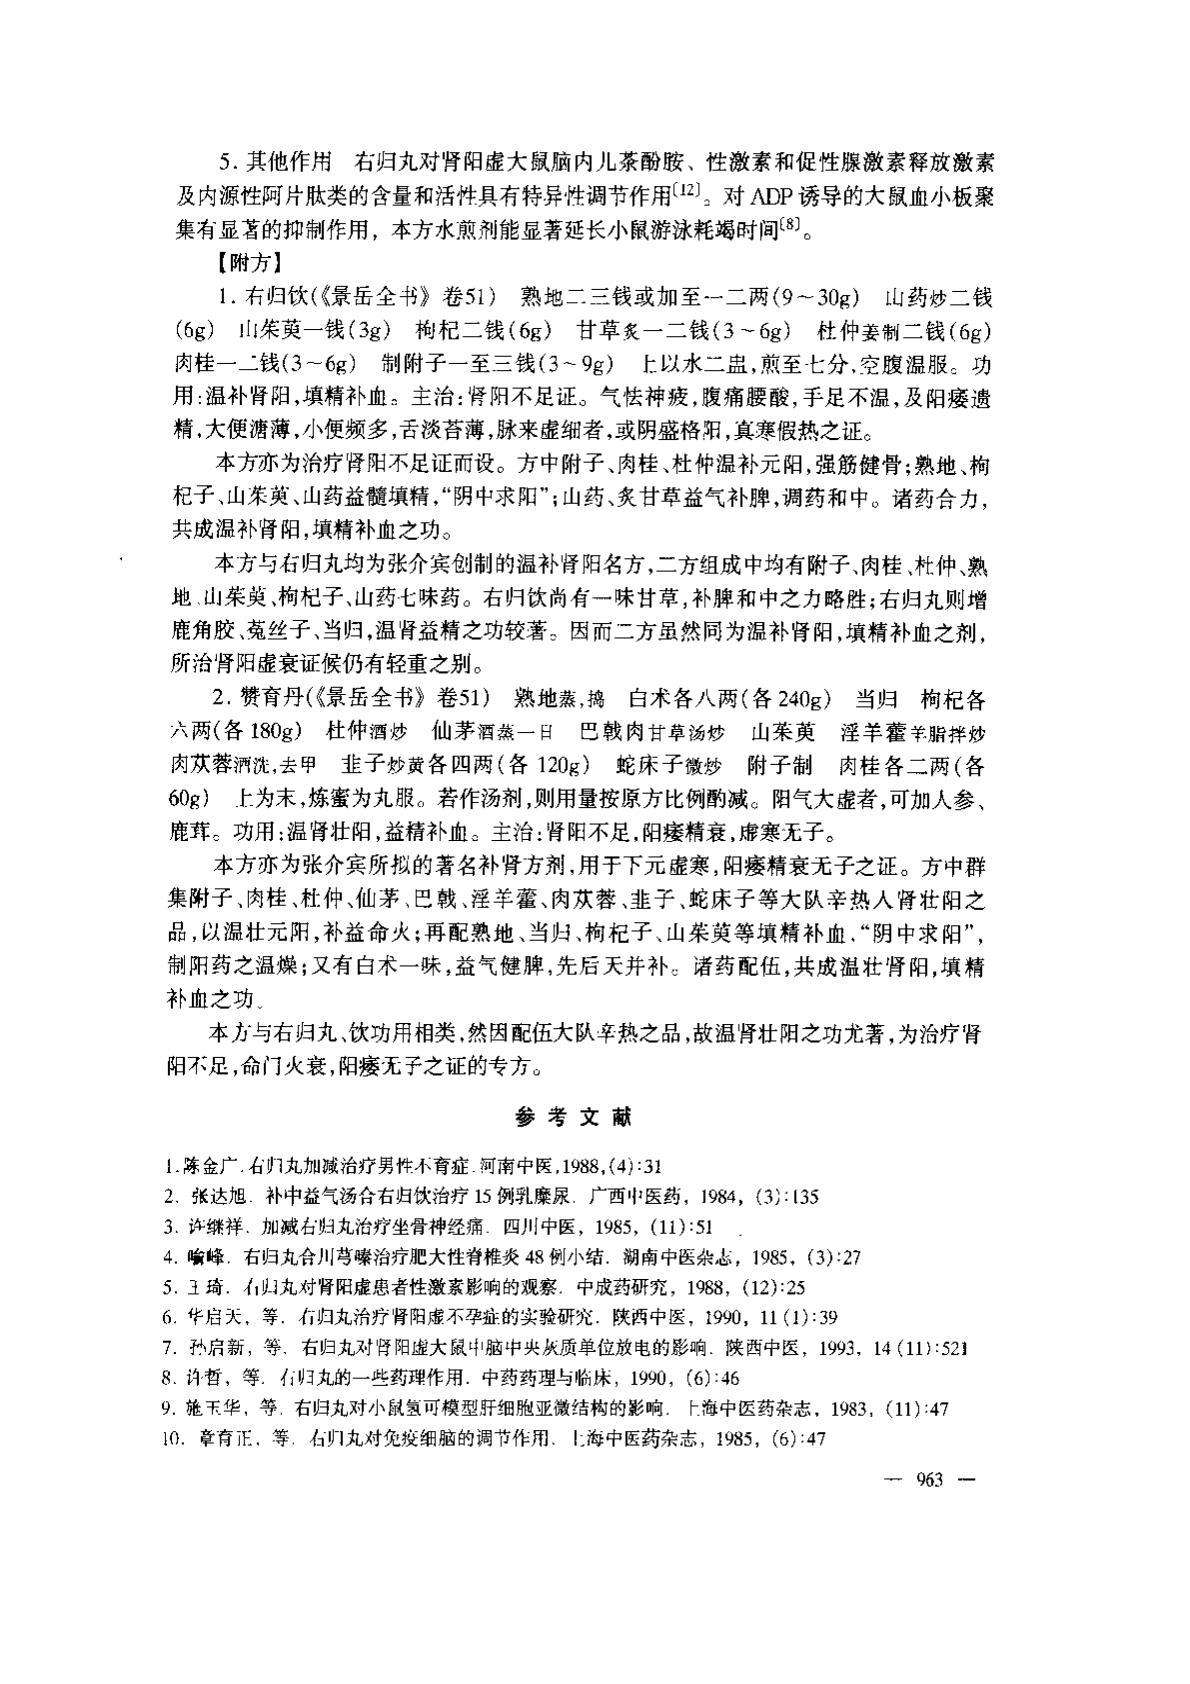 5. 其他作用　右归丸对肾阳虚大鼠脑内儿茶酚胺、性激素和促性腺激素释放激素
及内源性阿片肽类的含量和活性具有特异性调节作用〔12〕。对 ADP 诱导的大鼠血小板聚
集有显著的抑制作用，本方水煎剂能显著延长小鼠游泳耗竭时间〔8〕。
【附方】
1. 右归饮(《景岳全书》卷51)　熟地二三钱或加至一二两(9～30g)　山药炒二钱
(6g)　山茱萸一钱(3g)　枸杞二钱(6g)　甘草炙一二钱(3～6g)　杜仲姜制二钱(6g)
肉桂一二钱(3～6g)　制附子一至三钱(3～9g)　上以水二盅,煎至七分,空腹温服。功
用:温补肾阳,填精补血。主治:肾阳不足证。气怯神疲,腹痛腰酸,手足不温,及阳痿遗
精,大便溏薄,小便频多,舌淡苔薄,脉来虚细者,或阴盛格阳,真寒假热之证。
本方亦为治疗肾阳不足证而设。方中附子、肉桂、杜仲温补元阳,强筋健骨;熟地、枸
杞子、山茱萸、山药益髓填精,“阴中求阳”;山药、炙甘草益气补脾,调药和中。诸药合力,
共成温补肾阳,填精补血之功。
本方与右归丸均为张介宾创制的温补肾阳名方,二方组成中均有附子、肉桂、杜仲、熟
地、山茱萸、枸杞子、山药七味药。右归饮尚有一味甘草,补脾和中之力略胜;右归丸则增
鹿角胶、菟丝子、当归,温肾益精之功较著。因而二方虽然同为温补肾阳,填精补血之剂,
所治肾阳虚衰证候仍有轻重之别。
2. 赞育丹(《景岳全书》卷51)　熟地蒸,捣　白术各八两(各 240g)　当归　枸杞各
六两(各 180g)　杜仲酒炒　仙茅酒蒸一日　巴戟肉甘草汤炒　山茱萸　淫羊藿羊脂拌炒
肉苁蓉酒洗,去甲　韭子炒黄各四两(各 120g)　蛇床子微炒　附子制　肉桂各二两(各
60g)　上为末,炼蜜为丸服。若作汤剂,则用量按原方比例酌减。阳气大虚者,可加人参、
鹿茸。功用:温肾壮阳,益精补血。主治:肾阳不足,阳痿精衰,虚寒无子。
本方亦为张介宾所拟的著名补肾方剂,用于下元虚寒,阳痿精衰无子之证。方中群
集附子、肉桂、杜仲、仙茅、巴戟、淫羊藿、肉苁蓉、韭子、蛇床子等大队辛热入肾壮阳之
品,以温壮元阳,补益命火;再配熟地、当归、枸杞子、山茱萸等填精补血,“阴中求阳”,
制阳药之温燥;又有白术一味,益气健脾,先后天并补。诸药配伍,共成温壮肾阳,填精
补血之功。
本方与右归丸、饮功用相类,然因配伍大队辛热之品,故温肾壮阳之功尤著,为治疗肾
阳不足,命门火衰,阳痿无子之证的专方。
参 考 文 献
1. 陈金广. 右归丸加减治疗男性不育症. 河南中医,1988,(4):31
2. 张达旭. 补中益气汤合右归饮治疗 15 例乳糜尿. 广西中医药, 1984, (3):135
3. 许继祥. 加减右归丸治疗坐骨神经痛. 四川中医, 1985, (11):51
4. 喻峰. 右归丸合川芎嗪治疗肥大性脊椎炎 48 例小结. 湖南中医杂志, 1985, (3):27
5. 王琦. 右归丸对肾阳虚患者性激素影响的观察. 中成药研究, 1988, (12):25
6. 华启天, 等. 右归丸治疗肾阳虚不孕症的实验研究. 陕西中医, 1990, 11 (1):39
7. 孙启新, 等. 右归丸对肾阳虚大鼠中脑中央灰质单位放电的影响. 陕西中医, 1993, 14 (11):521
8. 许哲, 等. 右归丸的一些药理作用. 中药药理与临床, 1990, (6):46
9. 施玉华, 等. 右归丸对小鼠氢可模型肝细胞亚微结构的影响. 上海中医药杂志, 1983, (11):47
10. 章育正, 等. 右归丸对免疫细脑的调节作用. 上海中医药杂志, 1985, (6):47
— 963 —